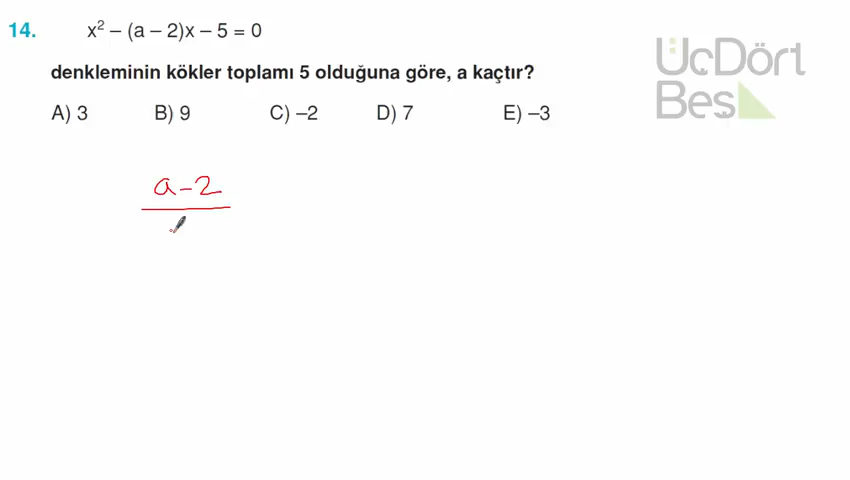 14. x² – (a – 2)x – 5 = 0
ÜçDört
Beş
denkleminin kökler toplamı 5 olduğuna göre, a kaçtır?
A) 3 B) 9 C) –2 D) 7 E) –3
a – 2